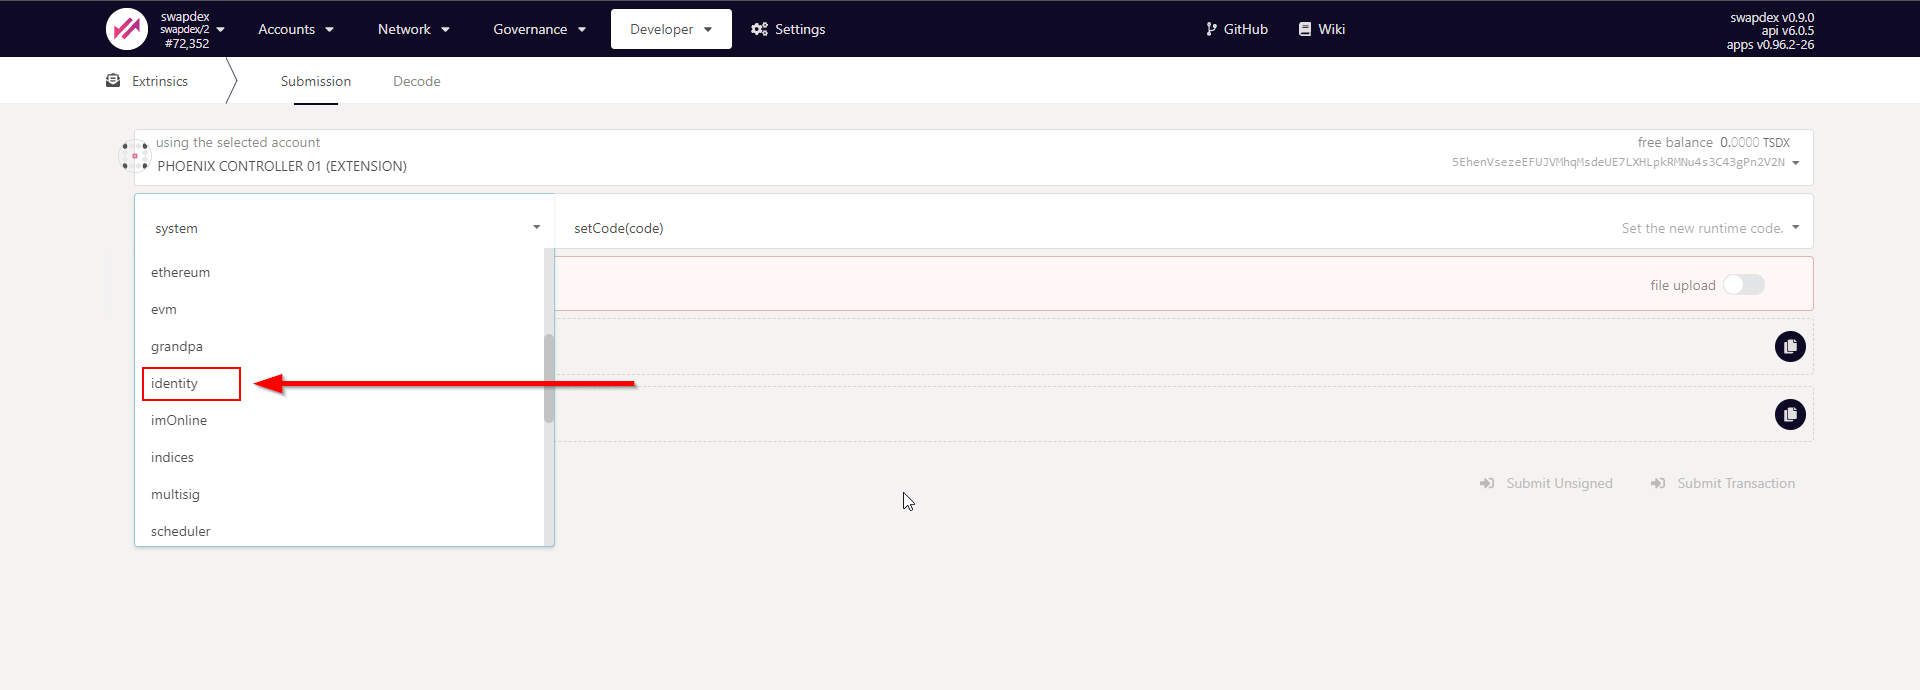 swapdex
swapdex/2
#72,352
Accounts
Network
Governance
Developer
Settings
GitHub
Wiki
swapdex v0.9.0
api v6.0.5
apps v0.96.2-26
Extrinsics
Submission
Decode
using the selected account
PHOENIX CONTROLLER 01 (EXTENSION)
free balance 0.0000 TSDX
5EhenVsezeEFUJVMhqMsdeUE7LXHLpkRMNu4s3C43gPn2V2N
system
setCode(code)
Set the new runtime code.
ethereum
evm
grandpa
identity
imOnline
indices
multisig
scheduler
file upload
Submit Unsigned
Submit Transaction